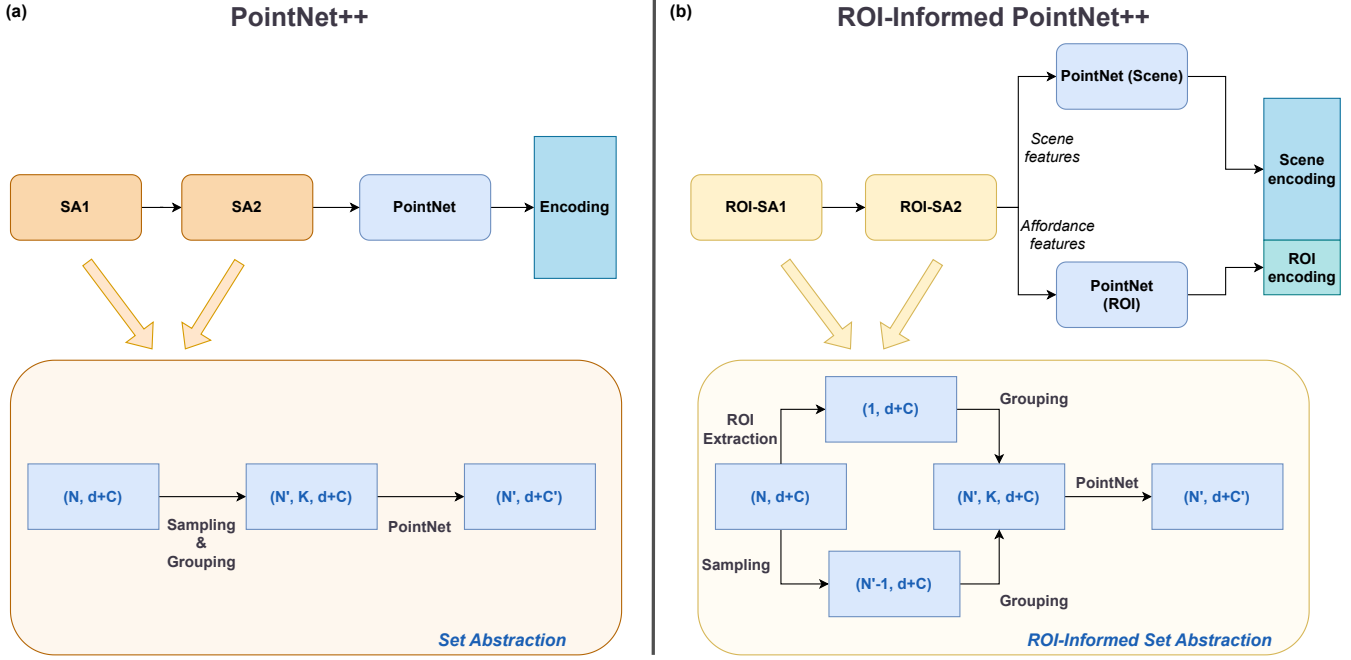 (a)
PointNet++
SA1
SA2
PointNet
Encoding
(N, d+C)
Sampling
&
Grouping
(N', K, d+C)
PointNet
(N', d+C')
Set Abstraction
(b)
ROI-Informed PointNet++
ROI-SA1
ROI-SA2
Scene
features
Affordance
features
PointNet (Scene)
PointNet
(ROI)
Scene
encoding
ROI
encoding
ROI
Extraction
(1, d+C)
Grouping
(N, d+C)
(N', K, d+C)
PointNet
(N', d+C')
Sampling
(N'-1, d+C)
Grouping
ROI-Informed Set Abstraction